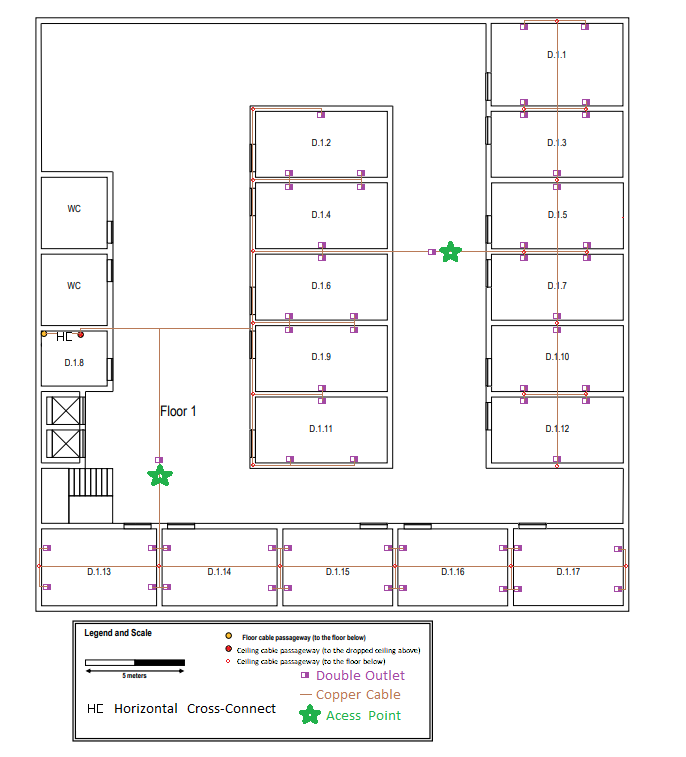 D.1.1
D.1.2
D.1.3
WC
D.1.4
D.1.5
WC
D.1.6
D.1.7
HC
D.1.8
D.1.9
D.1.10
Floor 1
D.1.11
D.1.12
D.1.13
D.1.14
D.1.15
D.1.16
D.1.17
Legend and Scale
5 meters
Floor cable passageway (to the floor below)
Ceiling cable passageway (to the dropped ceiling above)
Ceiling cable passageway (to the floor below)
Double Outlet
Copper Cable
HC Horizontal Cross-Connect
Acess Point